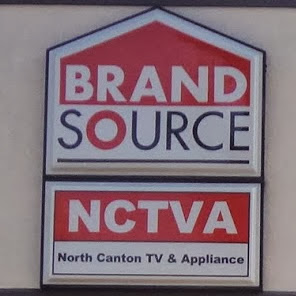 BRAND
SOURCE
NCTVA
North Canton TV & Appliance